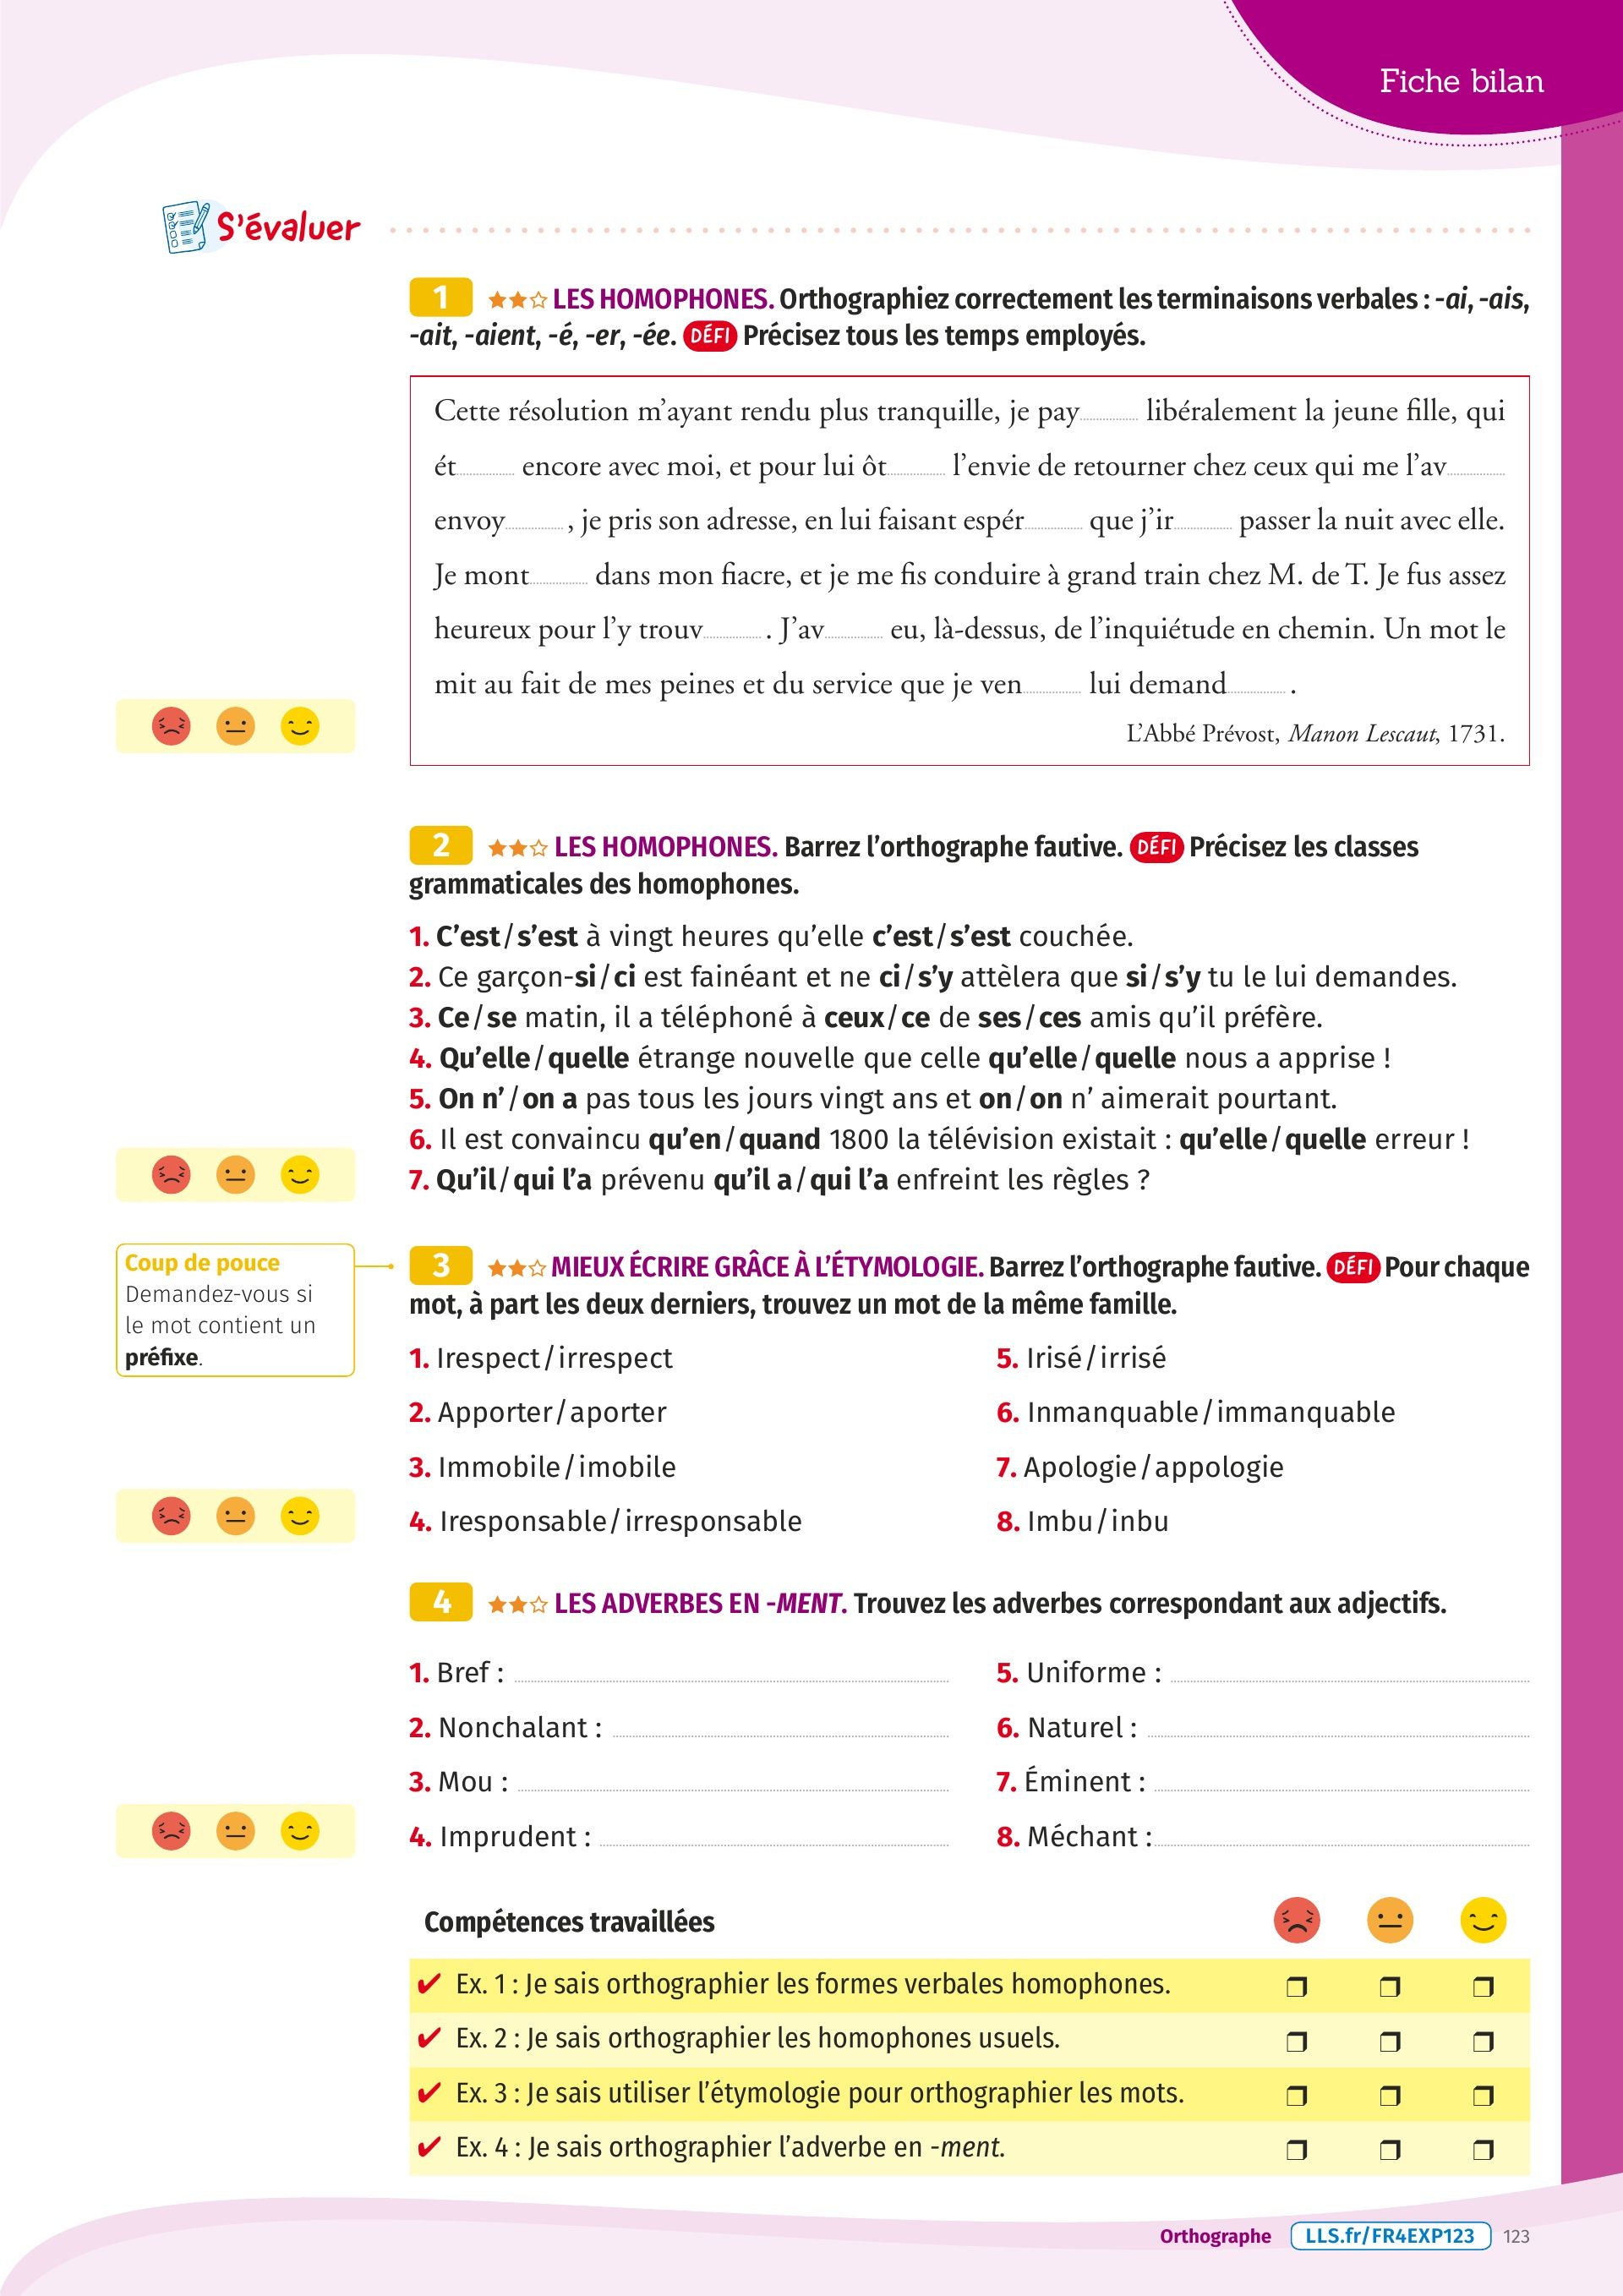 Fiche bilan
S'évaluer
1 LES HOMOPHONES. Orthographiez correctement les terminaisons verbales : -ai, -ais,
-ait, -aient, -é, -er, -ée. DÉFI Précisez tous les temps employés.
Cette résolution m'ayant rendu plus tranquille, je pay............ libéralement la jeune fille, qui
ét............ encore avec moi, et pour lui ôt............ l'envie de retourner chez ceux qui me l'av............
envoy............ , je pris son adresse, en lui faisant espér............ que j'ir............ passer la nuit avec elle.
Je mont............ dans mon fiacre, et je me fis conduire à grand train chez M. de T. Je fus assez
heureux pour l'y trouv............ . J'av............ eu, là-dessus, de l'inquiétude en chemin. Un mot le
mit au fait de mes peines et du service que je ven............ lui demand............ .
L'Abbé Prévost, Manon Lescaut, 1731.
2 LES HOMOPHONES. Barrez l'orthographe fautive. DÉFI Précisez les classes
grammaticales des homophones.
1. C'est / s'est à vingt heures qu'elle c'est / s'est couchée.
2. Ce garçon-si / ci est fainéant et ne ci / s'y attèlera que si / s'y tu le lui demandes.
3. Ce / se matin, il a téléphoné à ceux / ce de ses / ces amis qu'il préfère.
4. Qu'elle / quelle étrange nouvelle que celle qu'elle / quelle nous a apprise !
5. On n' / on a pas tous les jours vingt ans et on / on n' aimerait pourtant.
6. Il est convaincu qu'en / quand 1800 la télévision existait : qu'elle / quelle erreur !
7. Qu'il / qui l'a prévenu qu'il a / qui l'a enfreint les règles ?
Coup de pouce
Demandez-vous si
le mot contient un
préfixe.
3 MIEUX ÉCRIRE GRÂCE À L'ÉTYMOLOGIE. Barrez l'orthographe fautive. DÉFI Pour chaque
mot, à part les deux derniers, trouvez un mot de la même famille.
1. Irespect / irrespect
2. Apporter / aporter
3. Immobile / imobile
4. Iresponsable / irresponsable
5. Irisé / irrisé
6. Inmanquable / immanquable
7. Apologie / appologie
8. Imbu / inbu
4 LES ADVERBES EN -MENT. Trouvez les adverbes correspondant aux adjectifs.
1. Bref : ............
2. Nonchalant : ............
3. Mou : ............
4. Imprudent : ............
5. Uniforme : ............
6. Naturel : ............
7. Éminent : ............
8. Méchant : ............
Compétences travaillées
✔ Ex. 1 : Je sais orthographier les formes verbales homophones. ❒ ❒ ❒
✔ Ex. 2 : Je sais orthographier les homophones usuels. ❒ ❒ ❒
✔ Ex. 3 : Je sais utiliser l'étymologie pour orthographier les mots. ❒ ❒ ❒
✔ Ex. 4 : Je sais orthographier l'adverbe en -ment. ❒ ❒ ❒
Orthographe LLS.fr/FR4EXP123 123